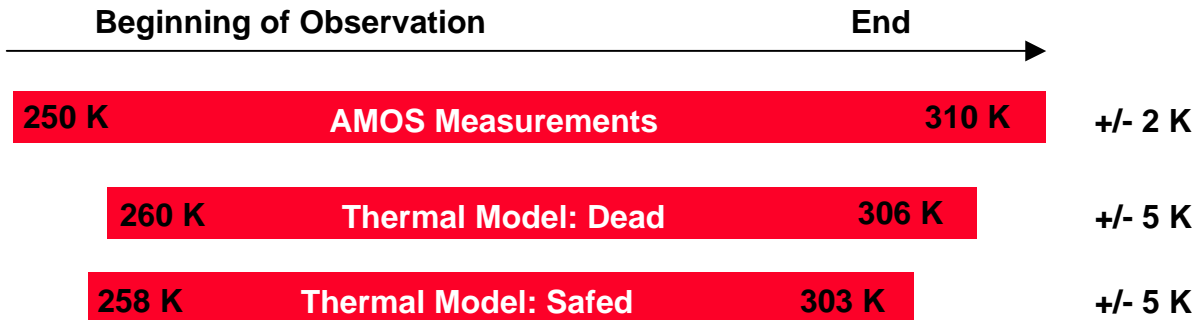 Beginning of Observation End
250 K AMOS Measurements 310 K +/- 2 K
260 K Thermal Model: Dead 306 K +/- 5 K
258 K Thermal Model: Safed 303 K +/- 5 K